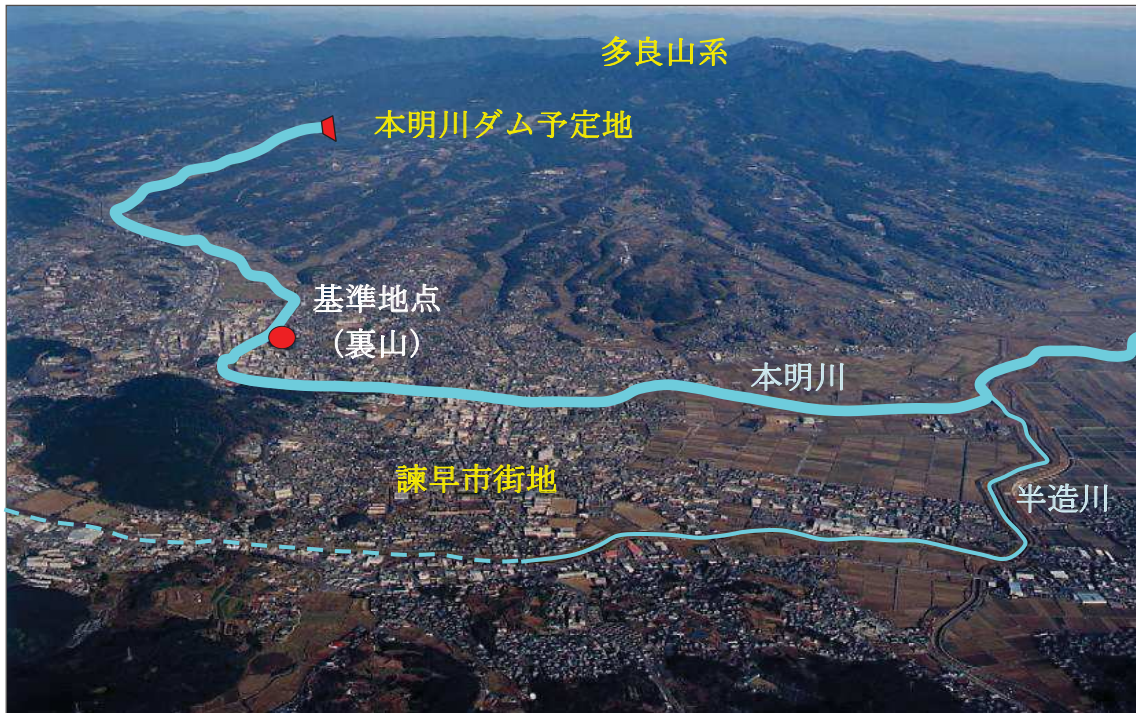 多良山系
本明川ダム予定地
基準地点
(裏山)
本明川
諫早市街地
半造川